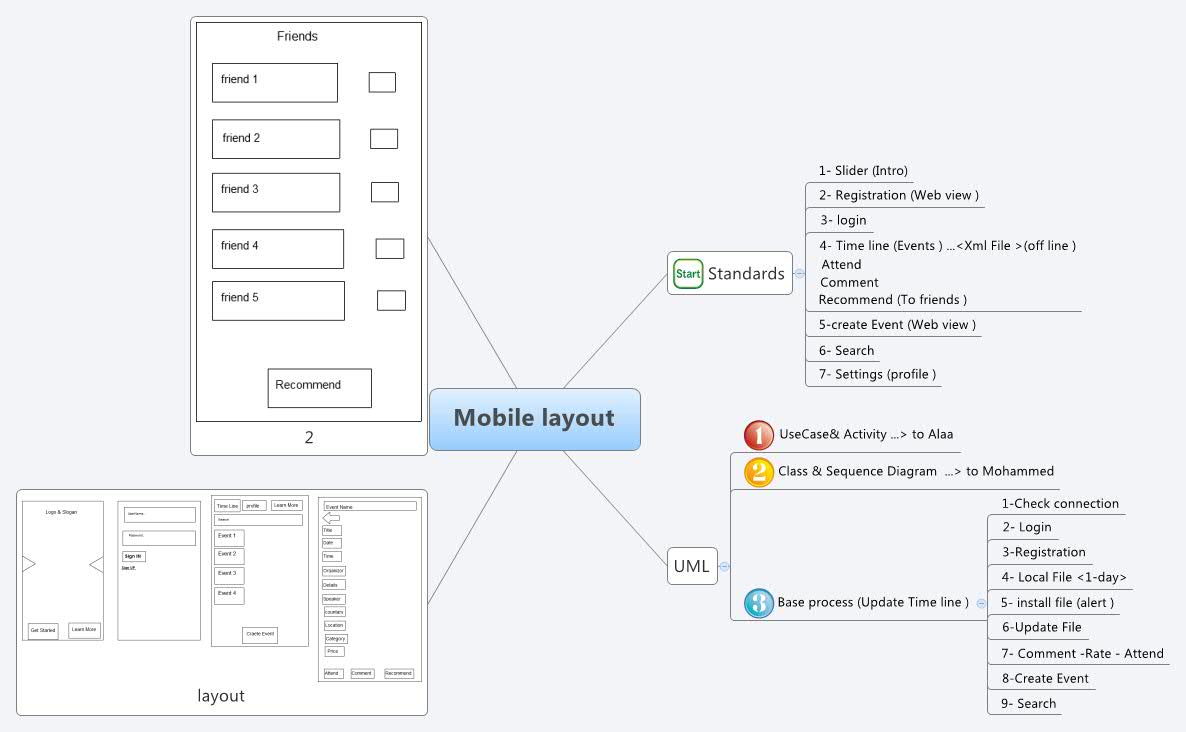 Friends
friend 1
friend 2
friend 3
friend 4
friend 5
Recommend
2
Mobile layout
Start
Standards
1- Slider (Intro)
2- Registration (Web view )
3- login
4- Time line (Events ) ...<Xml File >(off line )
Attend
Comment
Recommend (To friends )
5-create Event (Web view )
6- Search
7- Settings (profile )
UML
1 UseCase& Activity ...> to Alaa
2 Class & Sequence Diagram ...> to Mohammed
3 Base process (Update Time line )
1-Check connection
2- Login
3-Registration
4- Local File <1-day>
5- install file (alert )
6-Update File
7- Comment -Rate - Attend
8-Create Event
9- Search
Logo & Slogan
Get Started
Learn More
UserName.
Password.
Sign IN
Time Line
profile
Learn More
Search
Event 1
Event 2
Event 3
Event 4
Craete Event
Event Name
Title
Date
Time
Organizor
Details
Speaker
Location
Category
Price
Attend
Comment
Recommend
layout